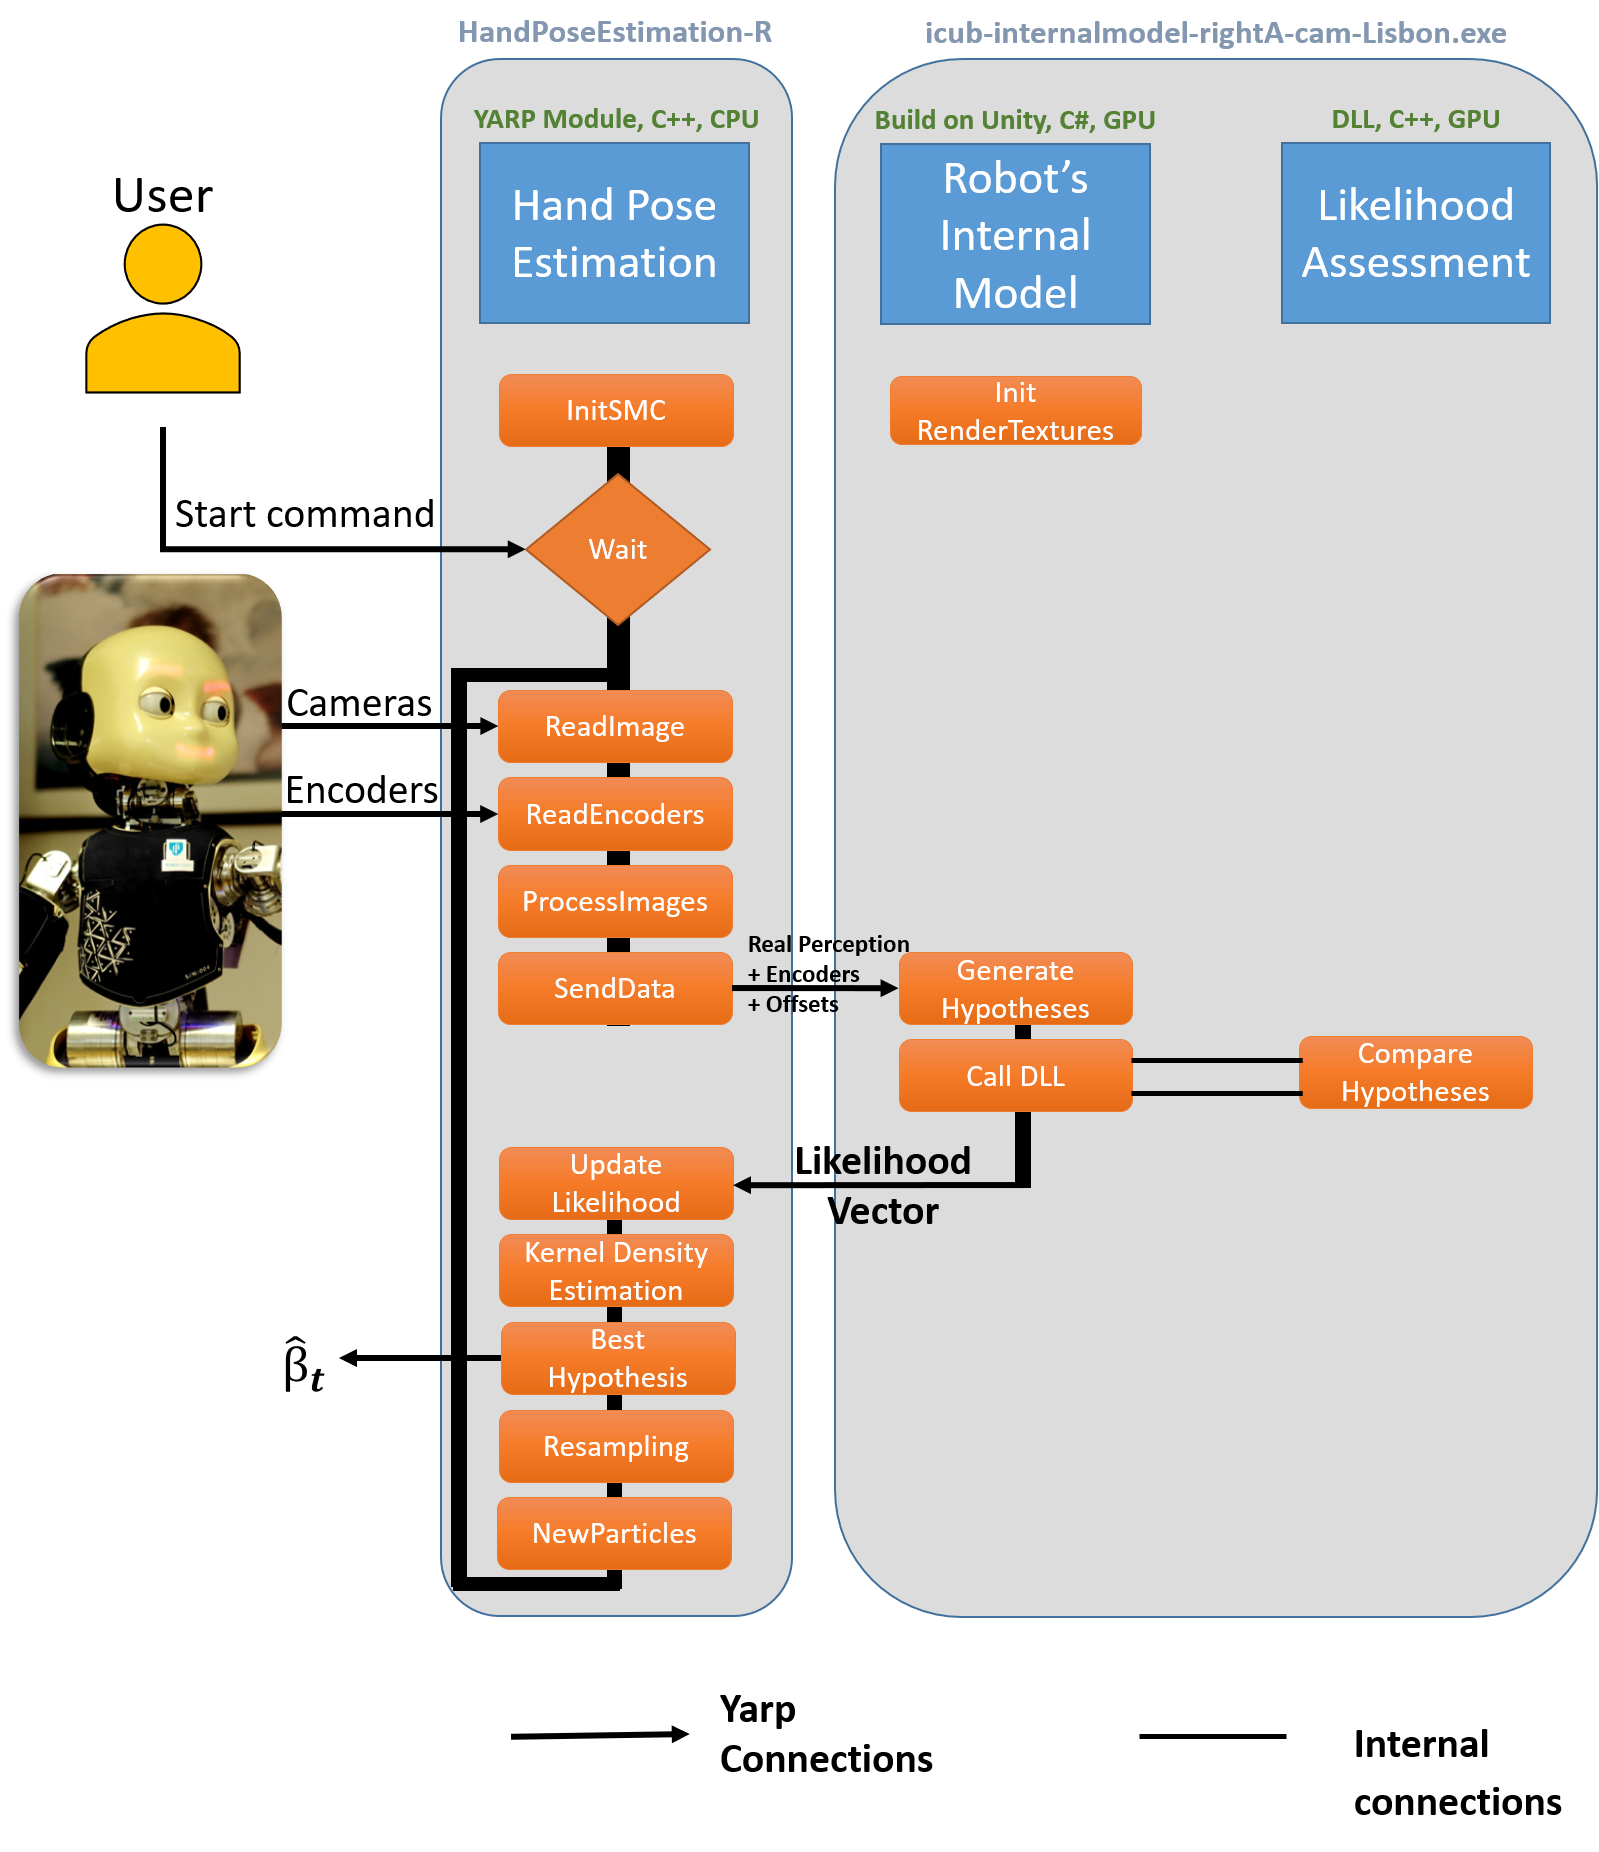 HandPoseEstimation-R
icub-internalmodel-rightA-cam-Lisbon.exe
YARP Module, C++, CPU
Build on Unity, C#, GPU
DLL, C++, GPU
User
Hand Pose
Estimation
Robot’s
Internal
Model
Likelihood
Assessment
InitSMC
Init
RenderTextures
Start command
Wait
Cameras
ReadImage
Encoders
ReadEncoders
ProcessImages
SendData
Real Perception
+ Encoders
+ Offsets
Generate
Hypotheses
Call DLL
Compare
Hypotheses
Likelihood
Vector
Update
Likelihood
Kernel Density
Estimation
Best
Hypothesis
β̂t
Resampling
NewParticles
Yarp
Connections
Internal
connections